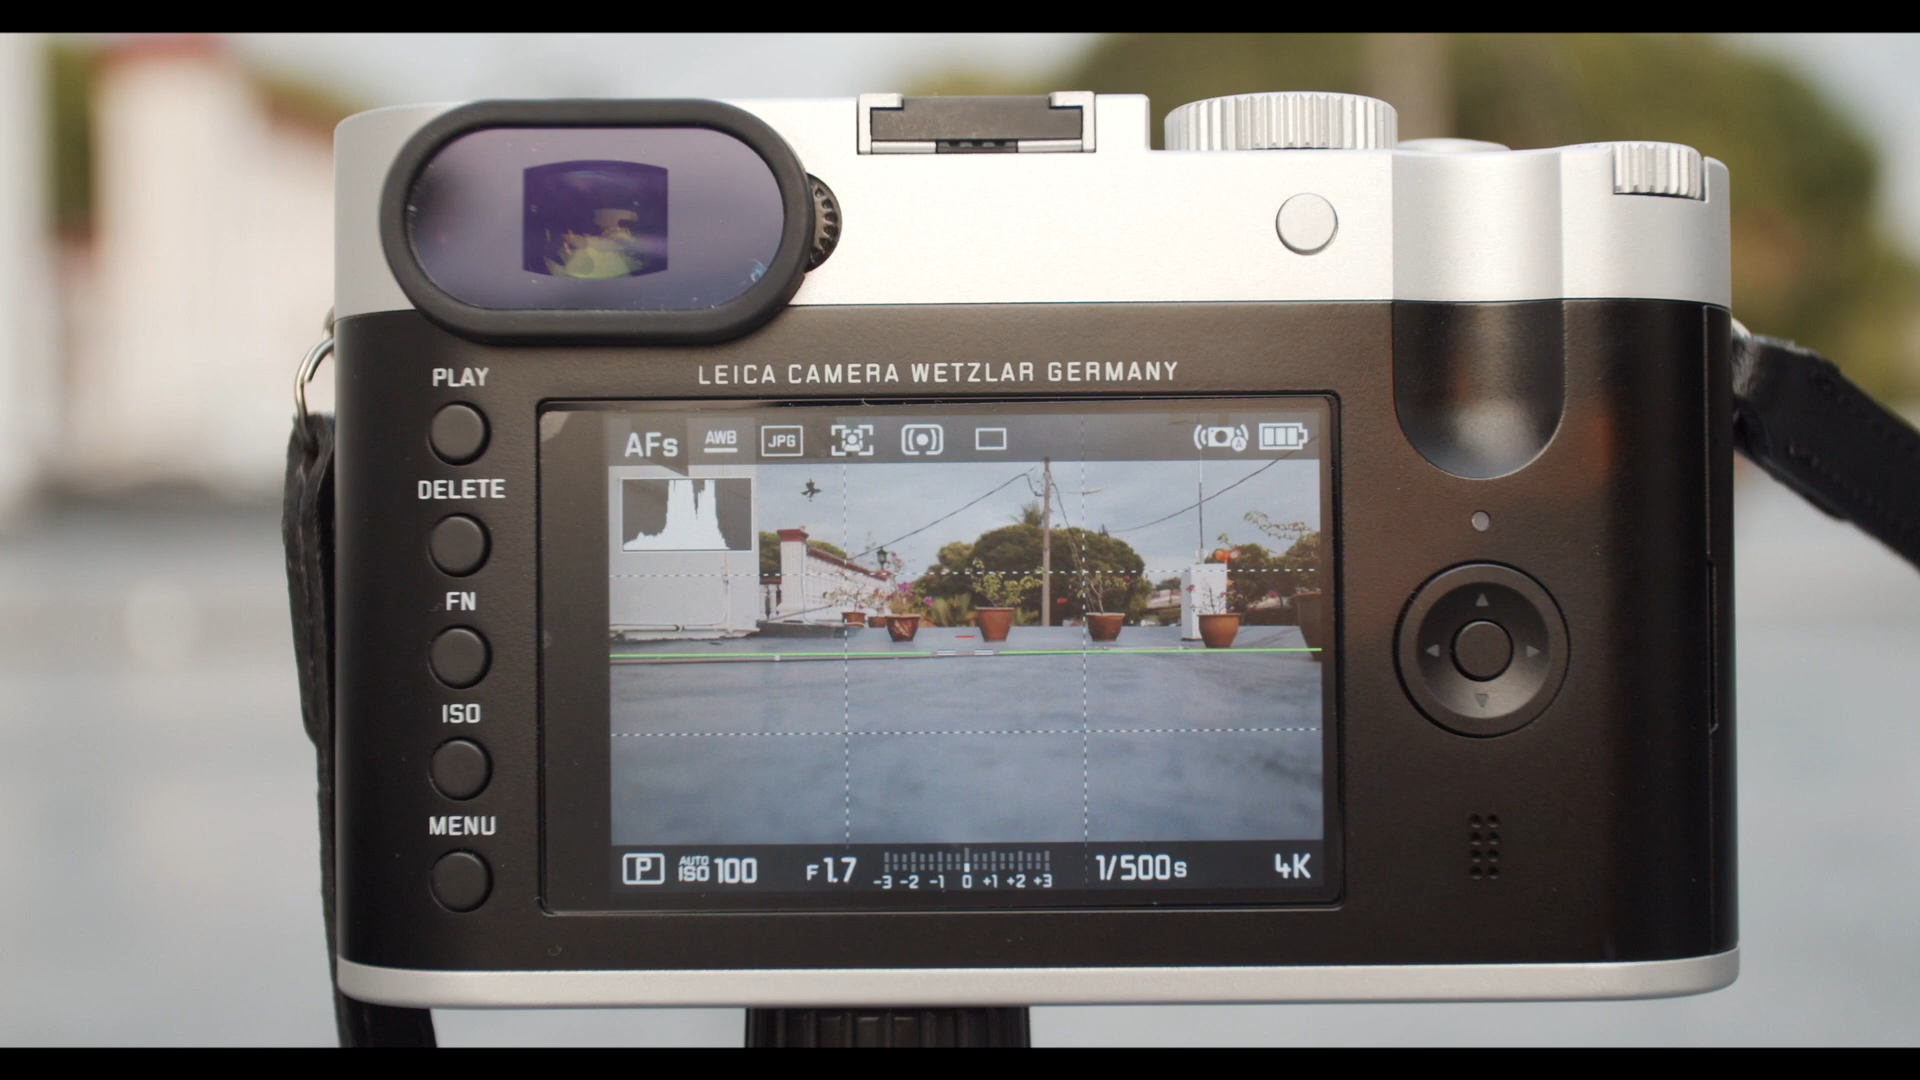 PLAY
LEICA CAMERA WETZLAR GERMANY
DELETE
FN
ISO
MENU
AFs AWB JPG A
P AUTO ISO 100 F 1.7 -3 -2 -1 0 +1 +2 +3 1/500s 4K